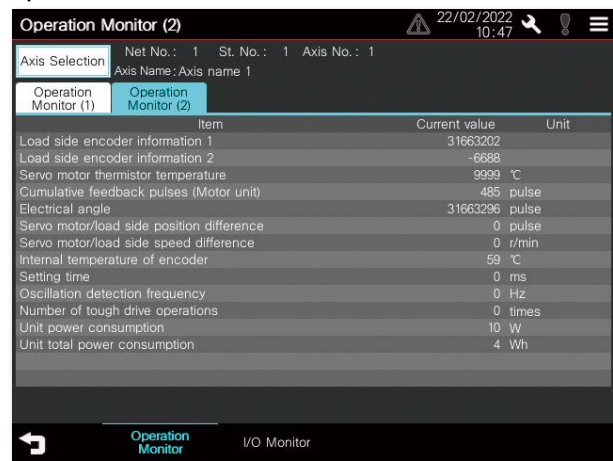 Operation Monitor (2) 22/02/2022
10:47
Axis Selection Net No.: 1 St. No.: 1 Axis No.: 1
Axis Name:Axis name 1
Operation Monitor (1) Operation Monitor (2)
Item Current value Unit
Load side encoder information 1 31663202
Load side encoder information 2 -6688
Servo motor thermistor temperature 9999 ℃
Cumulative feedback pulses (Motor unit) 485 pulse
Electrical angle 31663296 pulse
Servo motor/load side position difference 0 pulse
Servo motor/load side speed difference 0 r/min
Internal temperature of encoder 59 ℃
Setting time 0 ms
Oscillation detection frequency 0 Hz
Number of tough drive operations 0 times
Unit power consumption 10 W
Unit total power consumption 4 Wh
Operation Monitor I/O Monitor